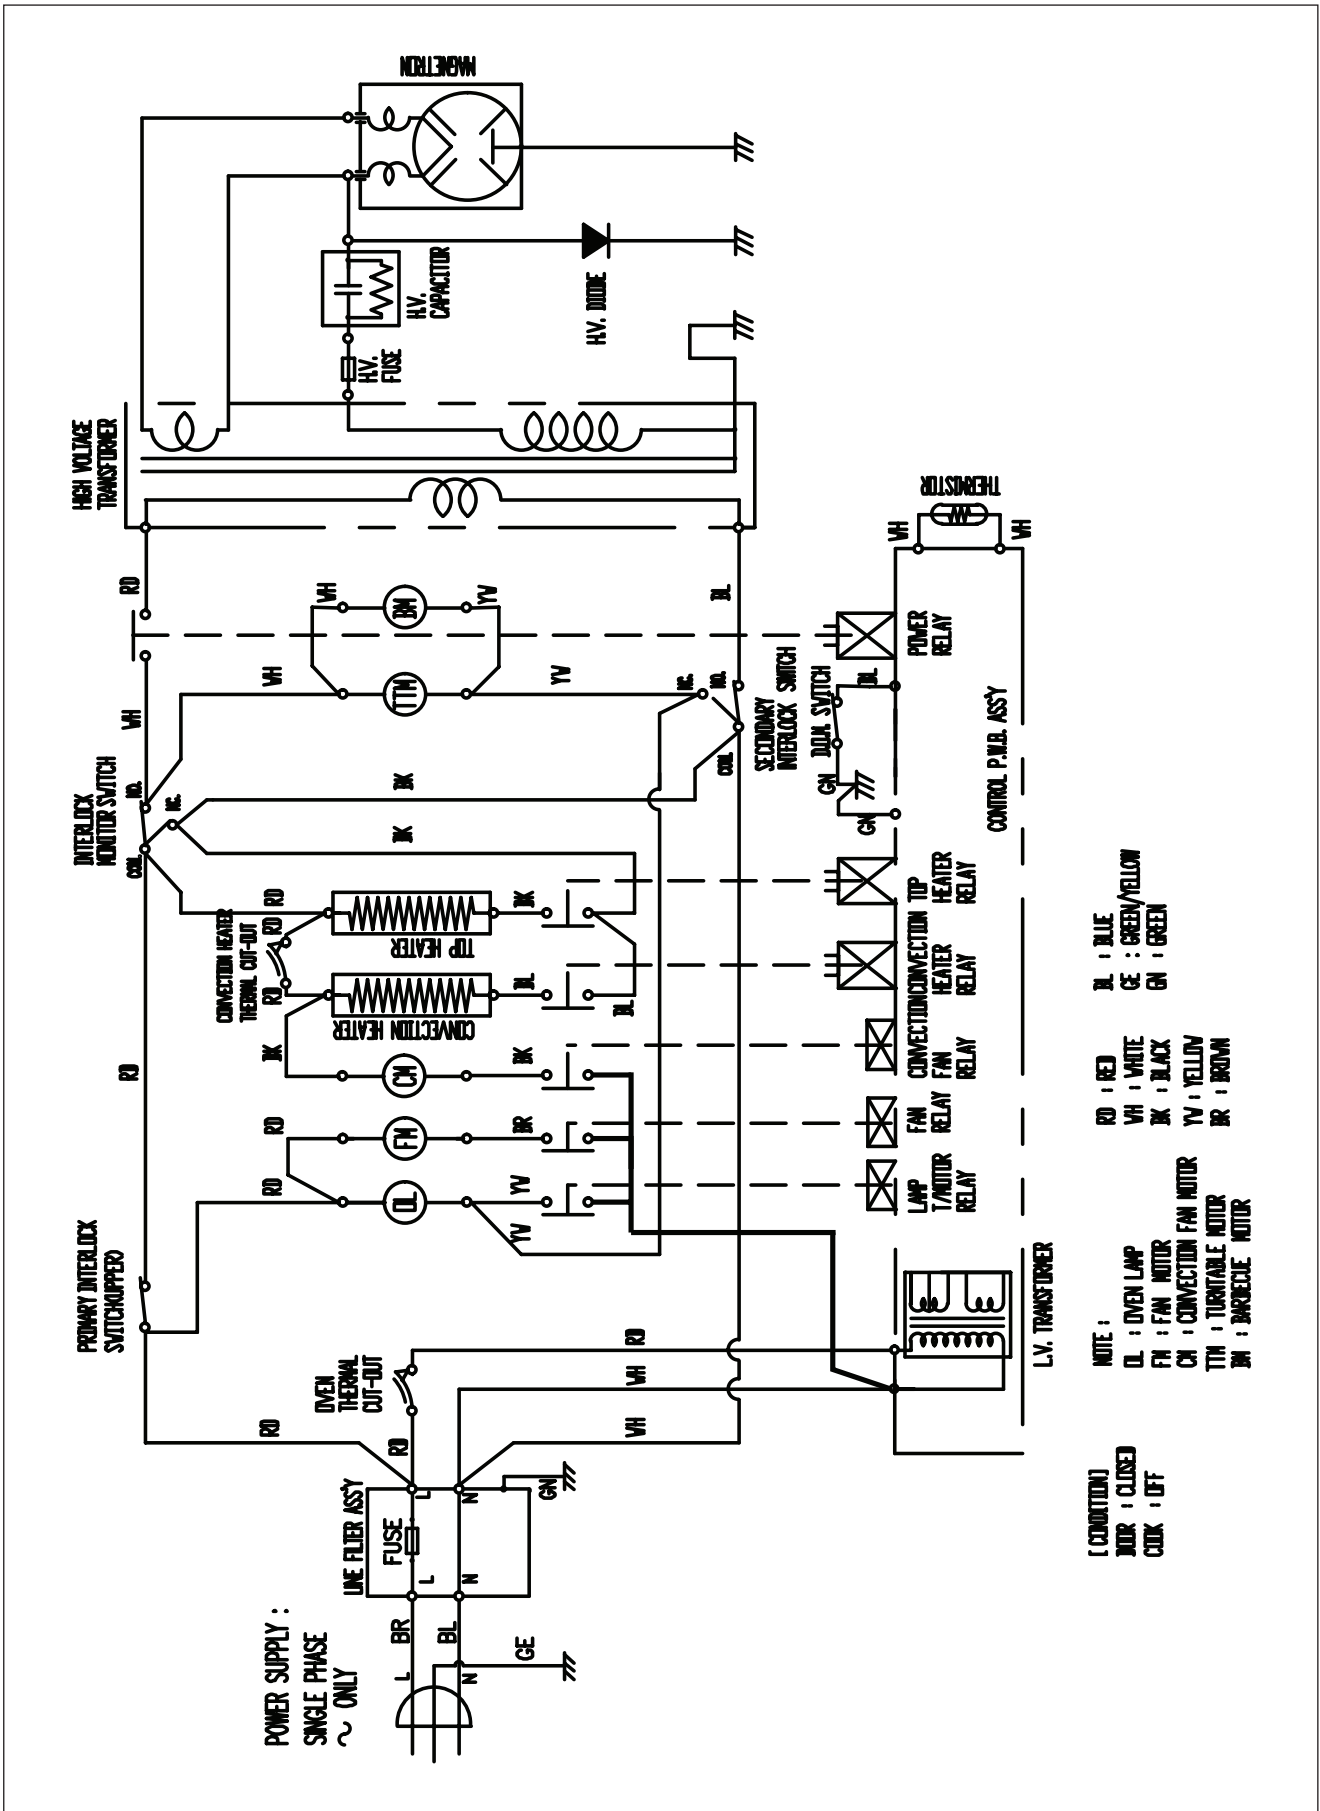 POWER SUPPLY :
SINGLE PHASE
~ ONLY
L
N
BR
BL
GE
LINE FILTER ASS'Y
FUSE
L
N
L
N
GN
RD
RD
OVEN
THERMAL
CUT-OUT
RD
WH
WH
PRIMARY INTERLOCK
SWITCH(UPPER)
RD
RD
OL
YW
YW
RD
FM
BR
BK
CM
BK
CONVECTION HEATER
THERMAL CUT-OUT
RD
RD
RD
CONVECTION HEATER
BL
BL
TOP HEATER
BK
INTERLOCK
MONITOR SWITCH
COM.
NO.
NC.
BK
BK
WH
WH
TTM
YW
WH
BM
YW
RD
SECONDARY
INTERLOCK SWITCH
COM.
NC.
NO.
BL
HIGH VOLTAGE
TRANSFORMER
H.V.
FUSE
H.V.
CAPACITOR
H.V. DIODE
MAGNETRON
L.V. TRANSFORMER
LAMP
T/MOTOR
RELAY
FAN
RELAY
CONVECTION
FAN
RELAY
CONVECTION
HEATER
RELAY
TOP
HEATER
RELAY
GN
GN
D.O.M. SWITCH
BL
POWER
RELAY
CONTROL P.W.B. ASS'Y
WH
THERMOSTOR
WH
[CONDITION]
DOOR : CLOSED
COOK : OFF
NOTE :
OL : OVEN LAMP
FM : FAN MOTOR
CM : CONVECTION FAN MOTOR
TTM : TURNTABLE MOTOR
BM : BARBECUE MOTOR
RD : RED
WH : WHITE
BK : BLACK
YW : YELLOW
BR : BROWN
BL : BLUE
GE : GREEN/YELLOW
GN : GREEN